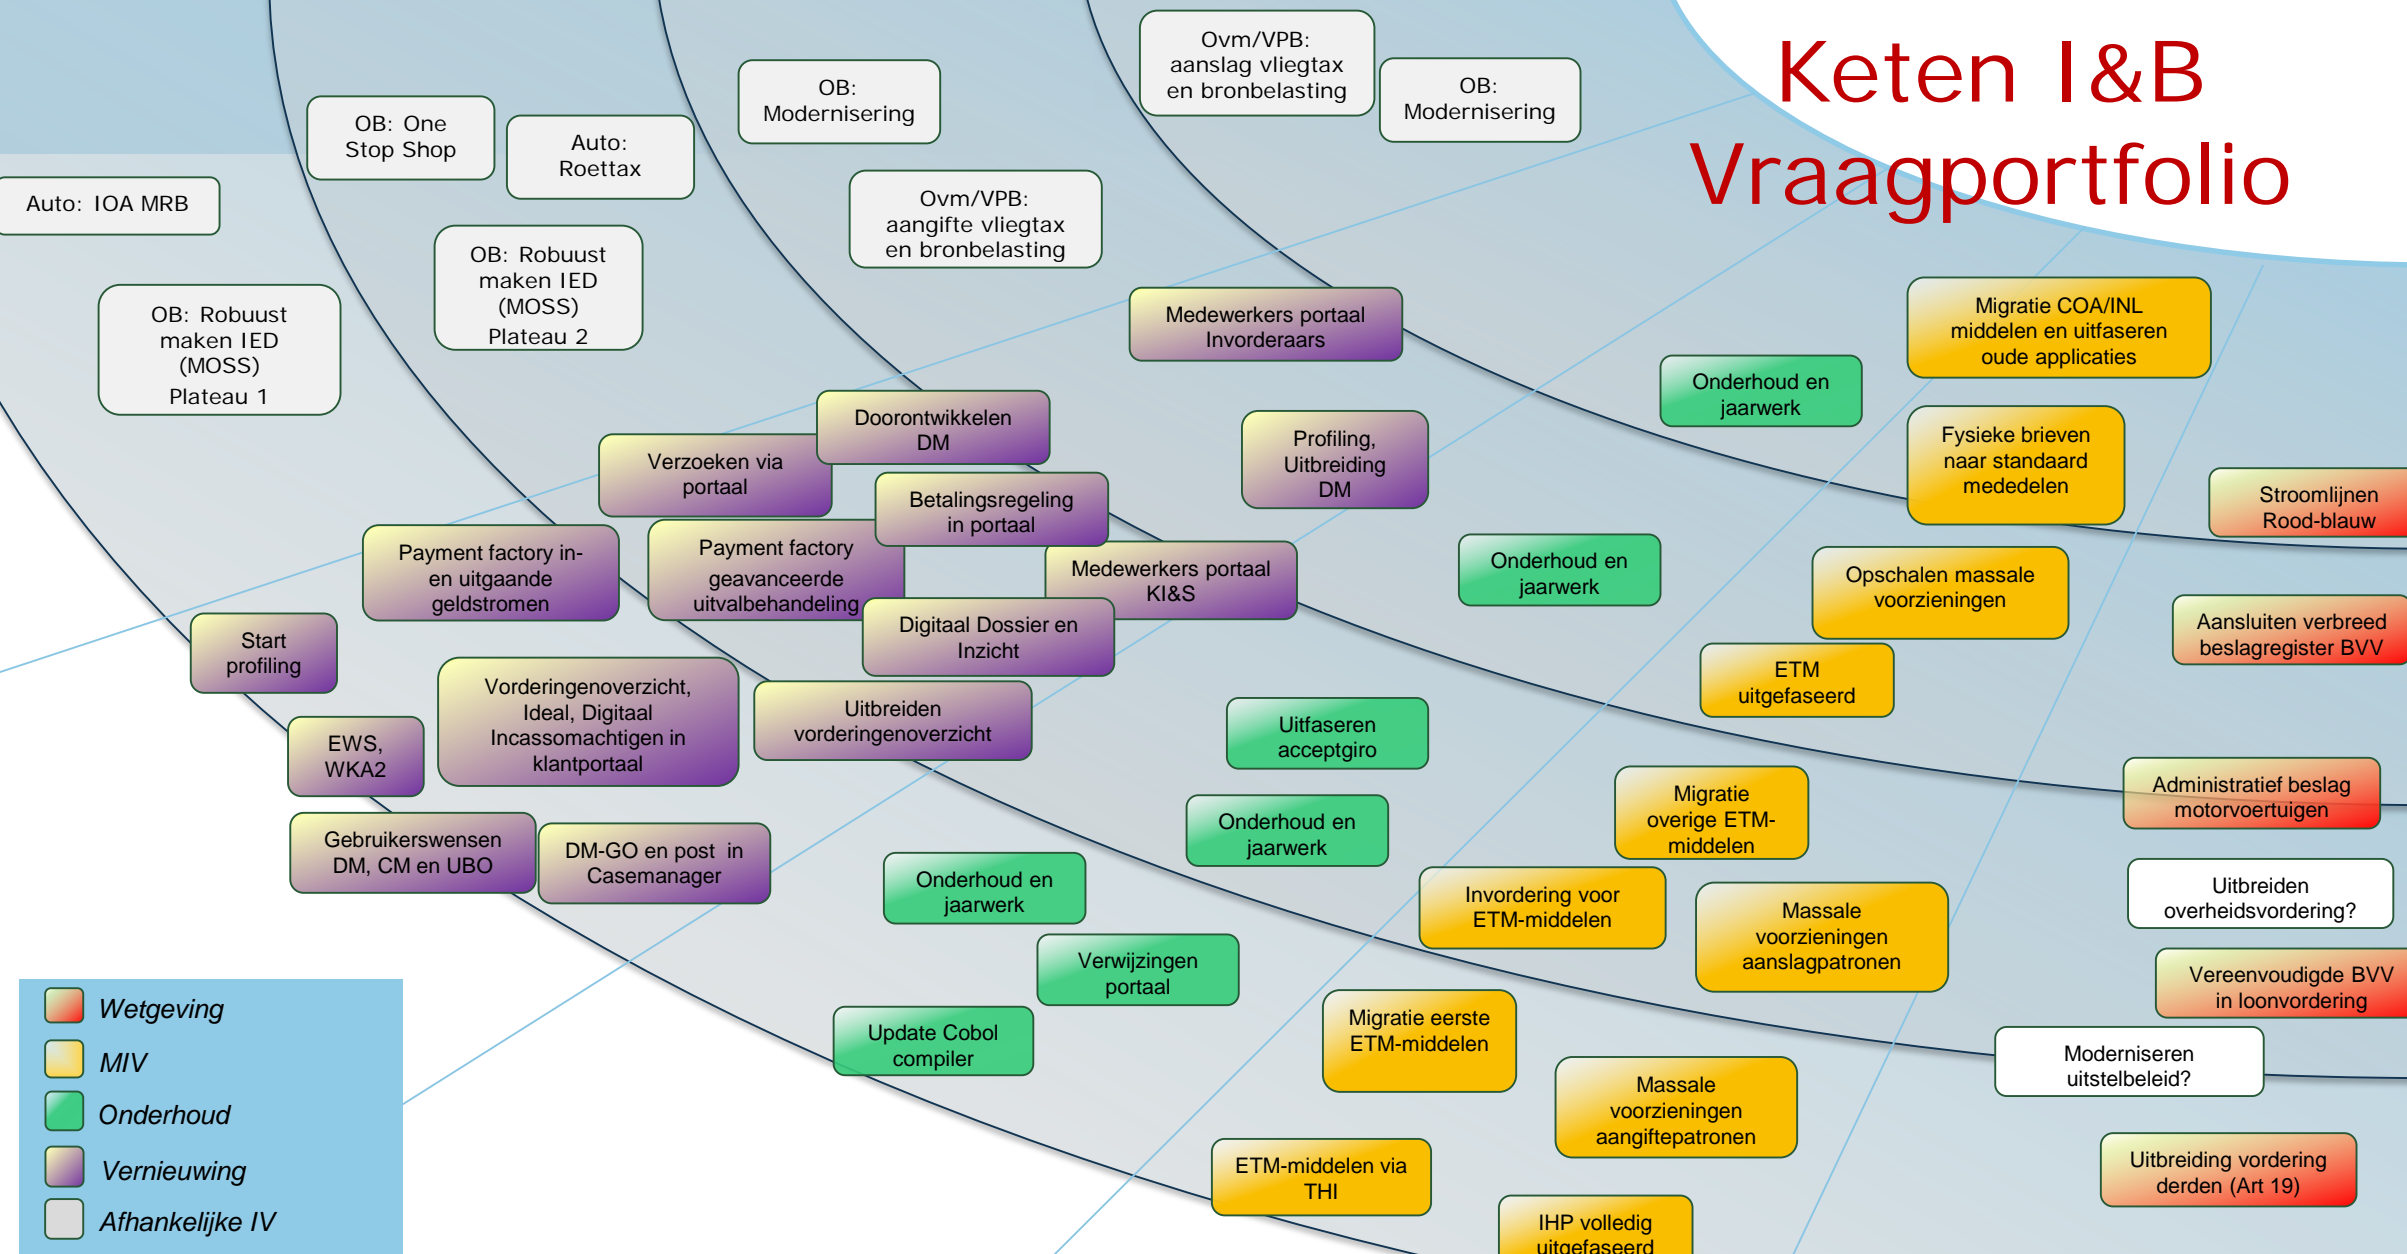 Keten I&B
Vraagportfolio
Ovm/VPB:
aanslag vliegtax
en bronbelasting
OB:
Modernisering
OB:
Modernisering
OB: One
Stop Shop
Auto:
Roettax
Auto: IOA MRB
Ovm/VPB:
aangifte vliegtax
en bronbelasting
OB: Robuust
maken IED
(MOSS)
Plateau 2
OB: Robuust
maken IED
(MOSS)
Plateau 1
Medewerkers portaal
Invorderaars
Migratie COA/INL
middelen en uitfaseren
oude applicaties
Onderhoud en
jaarwerk
Doorontwikkelen
DM
Profiling,
Uitbreiding
DM
Fysieke brieven
naar standaard
mededelen
Verzoeken via
portaal
Betalingsregeling
in portaal
Stroomlijnen
Rood-blauw
Payment factory in-
en uitgaande
geldstromen
Payment factory
geavanceerde
uitvalbehandeling
Medewerkers portaal
KI&S
Onderhoud en
jaarwerk
Opschalen massale
voorzieningen
Start
profiling
Digitaal Dossier en
Inzicht
Aansluiten verbreed
beslagregister BVV
ETM
uitgefaseerd
Vorderingenoverzicht,
Ideal, Digitaal
Incassomachtigen in
klantportaal
Uitbreiden
vorderingenoverzicht
Uitfaseren
acceptgiro
EWS,
WKA2
Migratie
overige ETM-
middelen
Administratief beslag
motorvoertuigen
Onderhoud en
jaarwerk
Gebruikerswensen
DM, CM en UBO
DM-GO en post in
Casemanager
Onderhoud en
jaarwerk
Invordering voor
ETM-middelen
Massale
voorzieningen
aanslagpatronen
Uitbreiden
overheidsvordering?
Verwijzingen
portaal
Vereenvoudigde BVV
in loonvordering
Update Cobol
compiler
Migratie eerste
ETM-middelen
Moderniseren
uitstelbeleid?
Massale
voorzieningen
aangiftepatronen
ETM-middelen via
THI
Uitbreiding vordering
derden (Art 19)
IHP volledig
uitgefaseerd
Wetgeving
MIV
Onderhoud
Vernieuwing
Afhankelijke IV